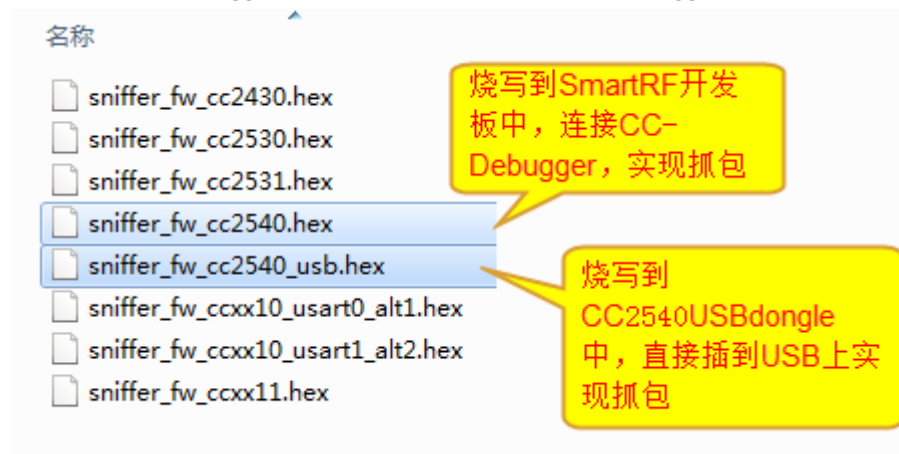 名称
sniffer_fw_cc2430.hex
sniffer_fw_cc2530.hex
sniffer_fw_cc2531.hex
sniffer_fw_cc2540.hex
sniffer_fw_cc2540_usb.hex
sniffer_fw_ccxx10_usart0_alt1.hex
sniffer_fw_ccxx10_usart1_alt2.hex
sniffer_fw_ccxx11.hex
烧写到SmartRF开发
板中，连接CC-
Debugger，实现抓包
烧写到
CC2540USBdongle
中，直接插到USB上实
现抓包